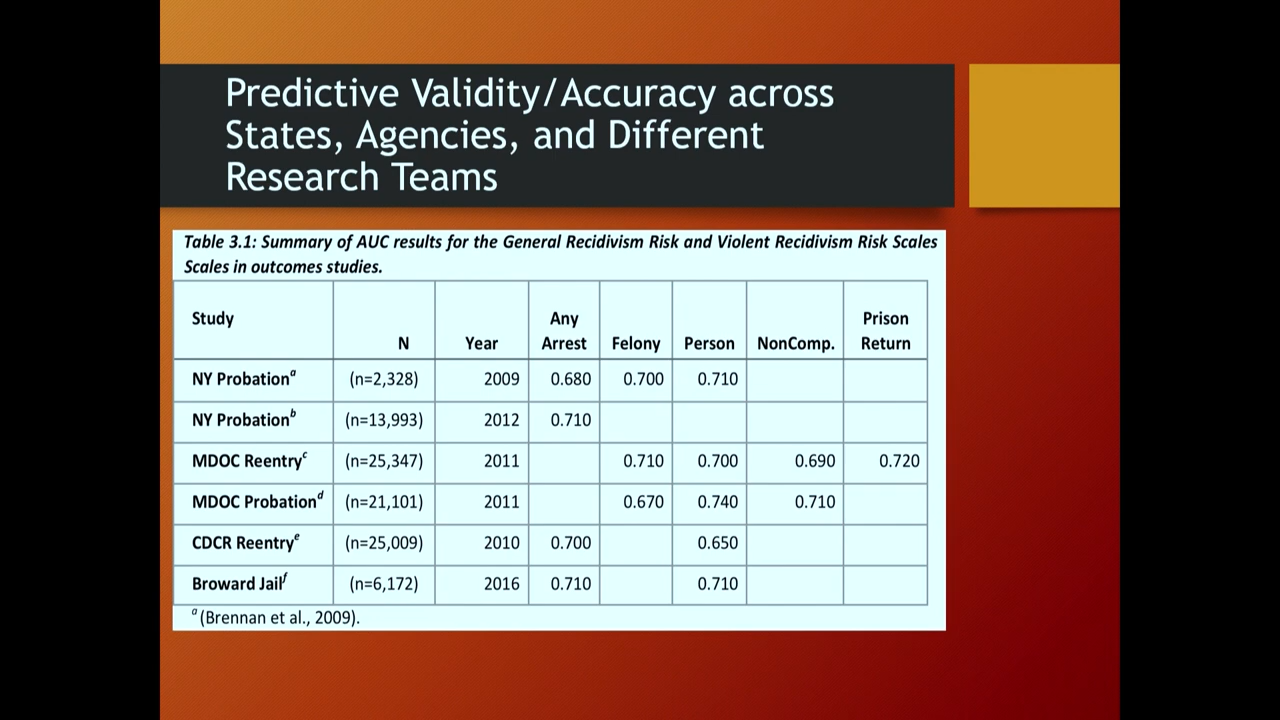 Predictive Validity/Accuracy across
States, Agencies, and Different
Research Teams
Table 3.1: Summary of AUC results for the General Recidivism Risk and Violent Recidivism Risk Scales
Scales in outcomes studies.
Study N Year Any Arrest Felony Person NonComp. Prison Return
NY Probationᵃ (n=2,328) 2009 0.680 0.700 0.710
NY Probationᵇ (n=13,993) 2012 0.710
MDOC Reentryᶜ (n=25,347) 2011 0.710 0.700 0.690 0.720
MDOC Probationᵈ (n=21,101) 2011 0.670 0.740 0.710
CDCR Reentryᵉ (n=25,009) 2010 0.700 0.650
Broward Jailᶠ (n=6,172) 2016 0.710 0.710
ᵃ (Brennan et al., 2009).